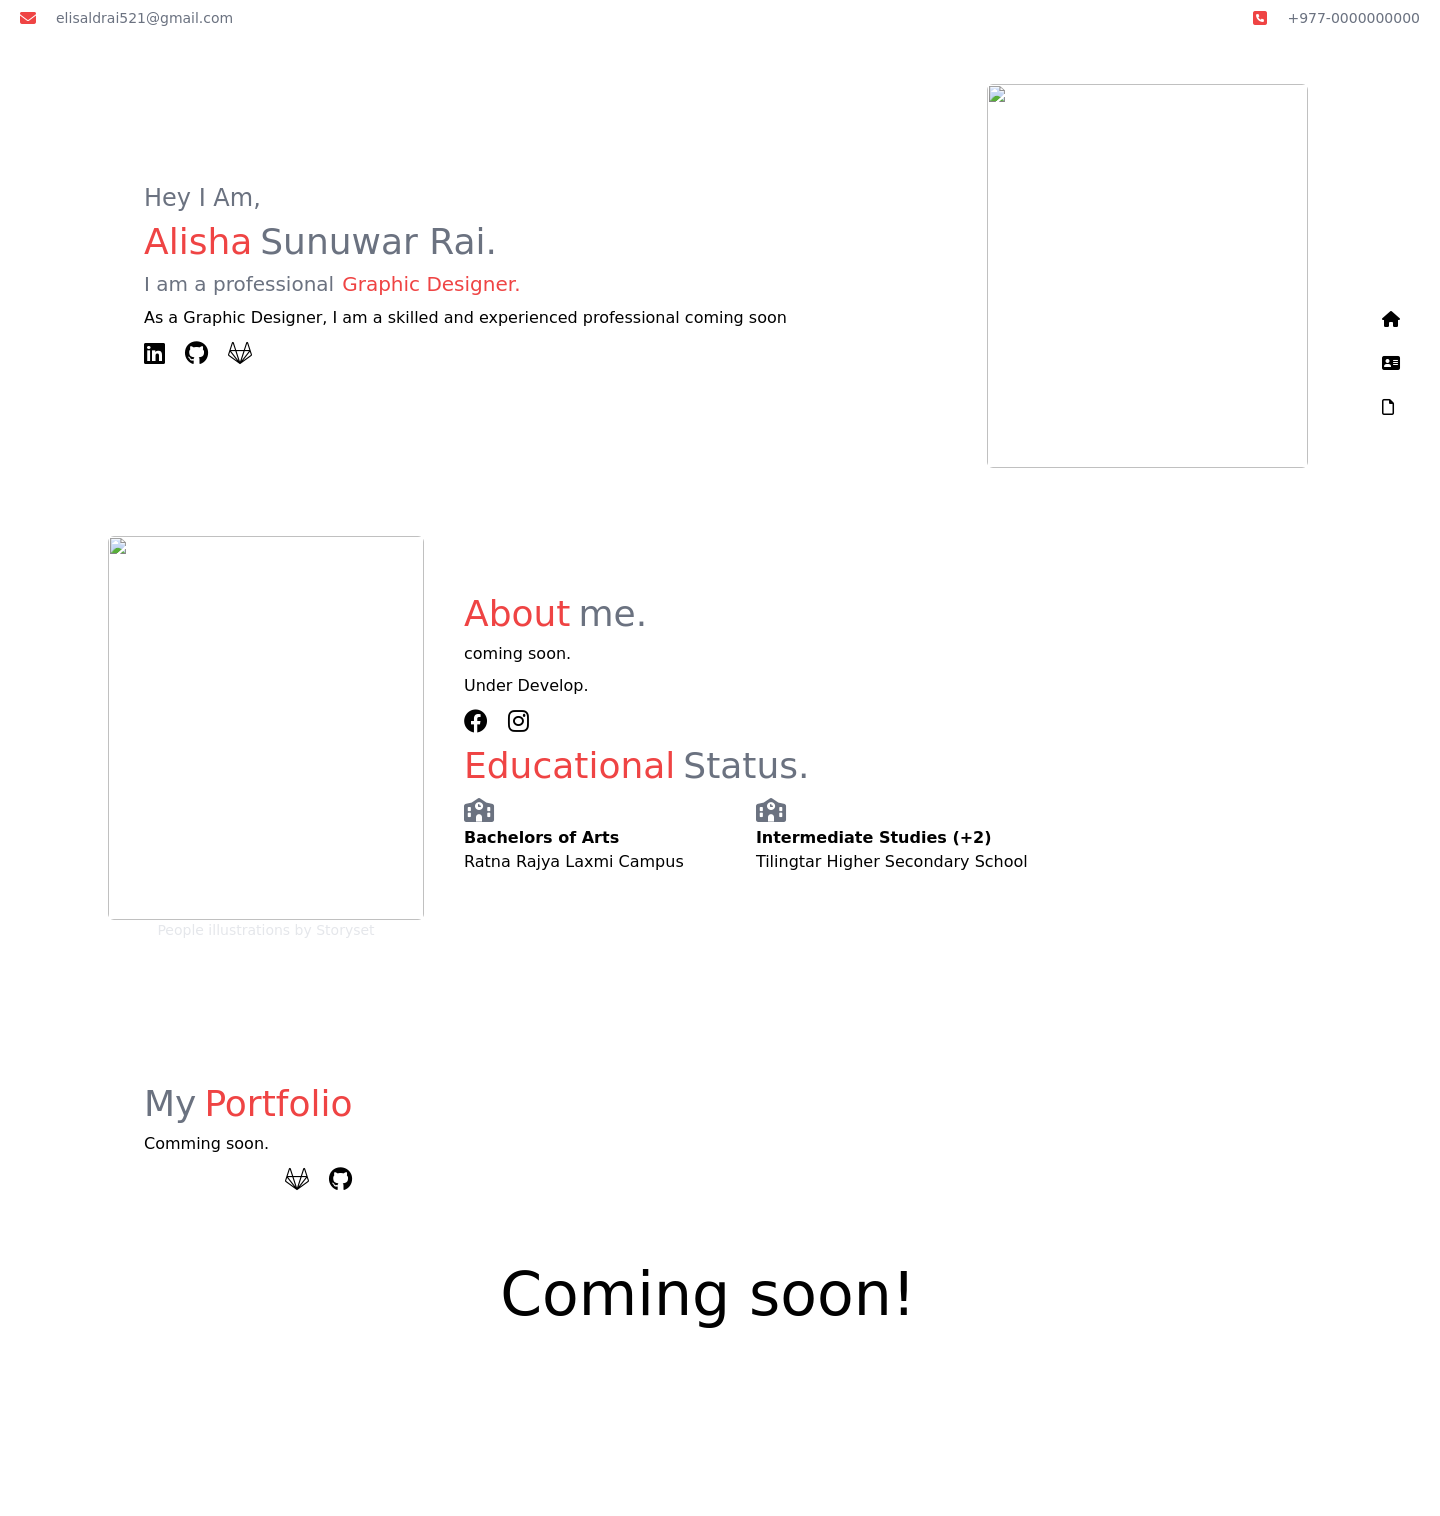 elisaldrai521@gmail.com
+977-0000000000
Hey I Am,
Alisha Sunuwar Rai.
I am a professional Graphic Designer.
As a Graphic Designer, I am a skilled and experienced professional coming soon
About me.
coming soon.
Under Develop.
Educational Status.
Bachelors of Arts
Ratna Rajya Laxmi Campus
Intermediate Studies (+2)
Tilingtar Higher Secondary School
People illustrations by Storyset
My Portfolio
Comming soon.
Coming soon!